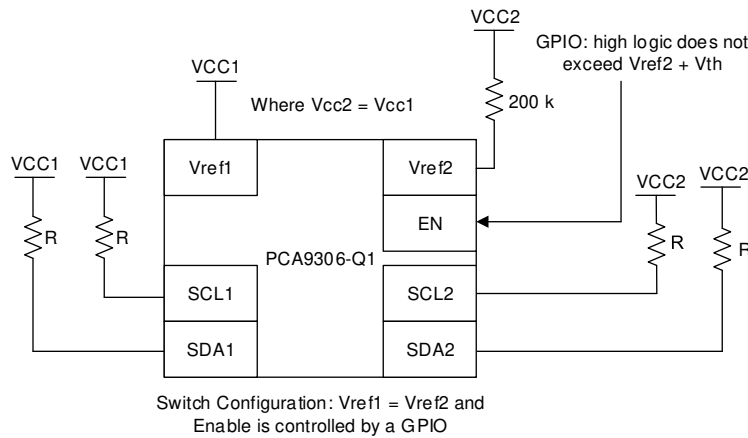 VCC2
GPIO: high logic does not
exceed Vref2 + Vth
VCC1
Where Vcc2 = Vcc1
200 k
VCC1
VCC1
Vref1
Vref2
VCC2
VCC2
EN
R
R
R
R
PCA9306-Q1
SCL1
SCL2
SDA1
SDA2
Switch Configuration: Vref1 = Vref2 and
Enable is controlled by a GPIO